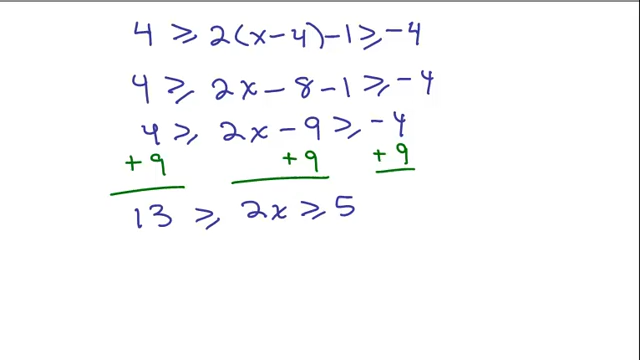 4 ≥ 2(x-4)-1 ≥ -4
4 ≥ 2x - 8 - 1 ≥ -4
4 ≥ 2x - 9 ≥ -4
+9 +9 +9
13 ≥ 2x ≥ 5